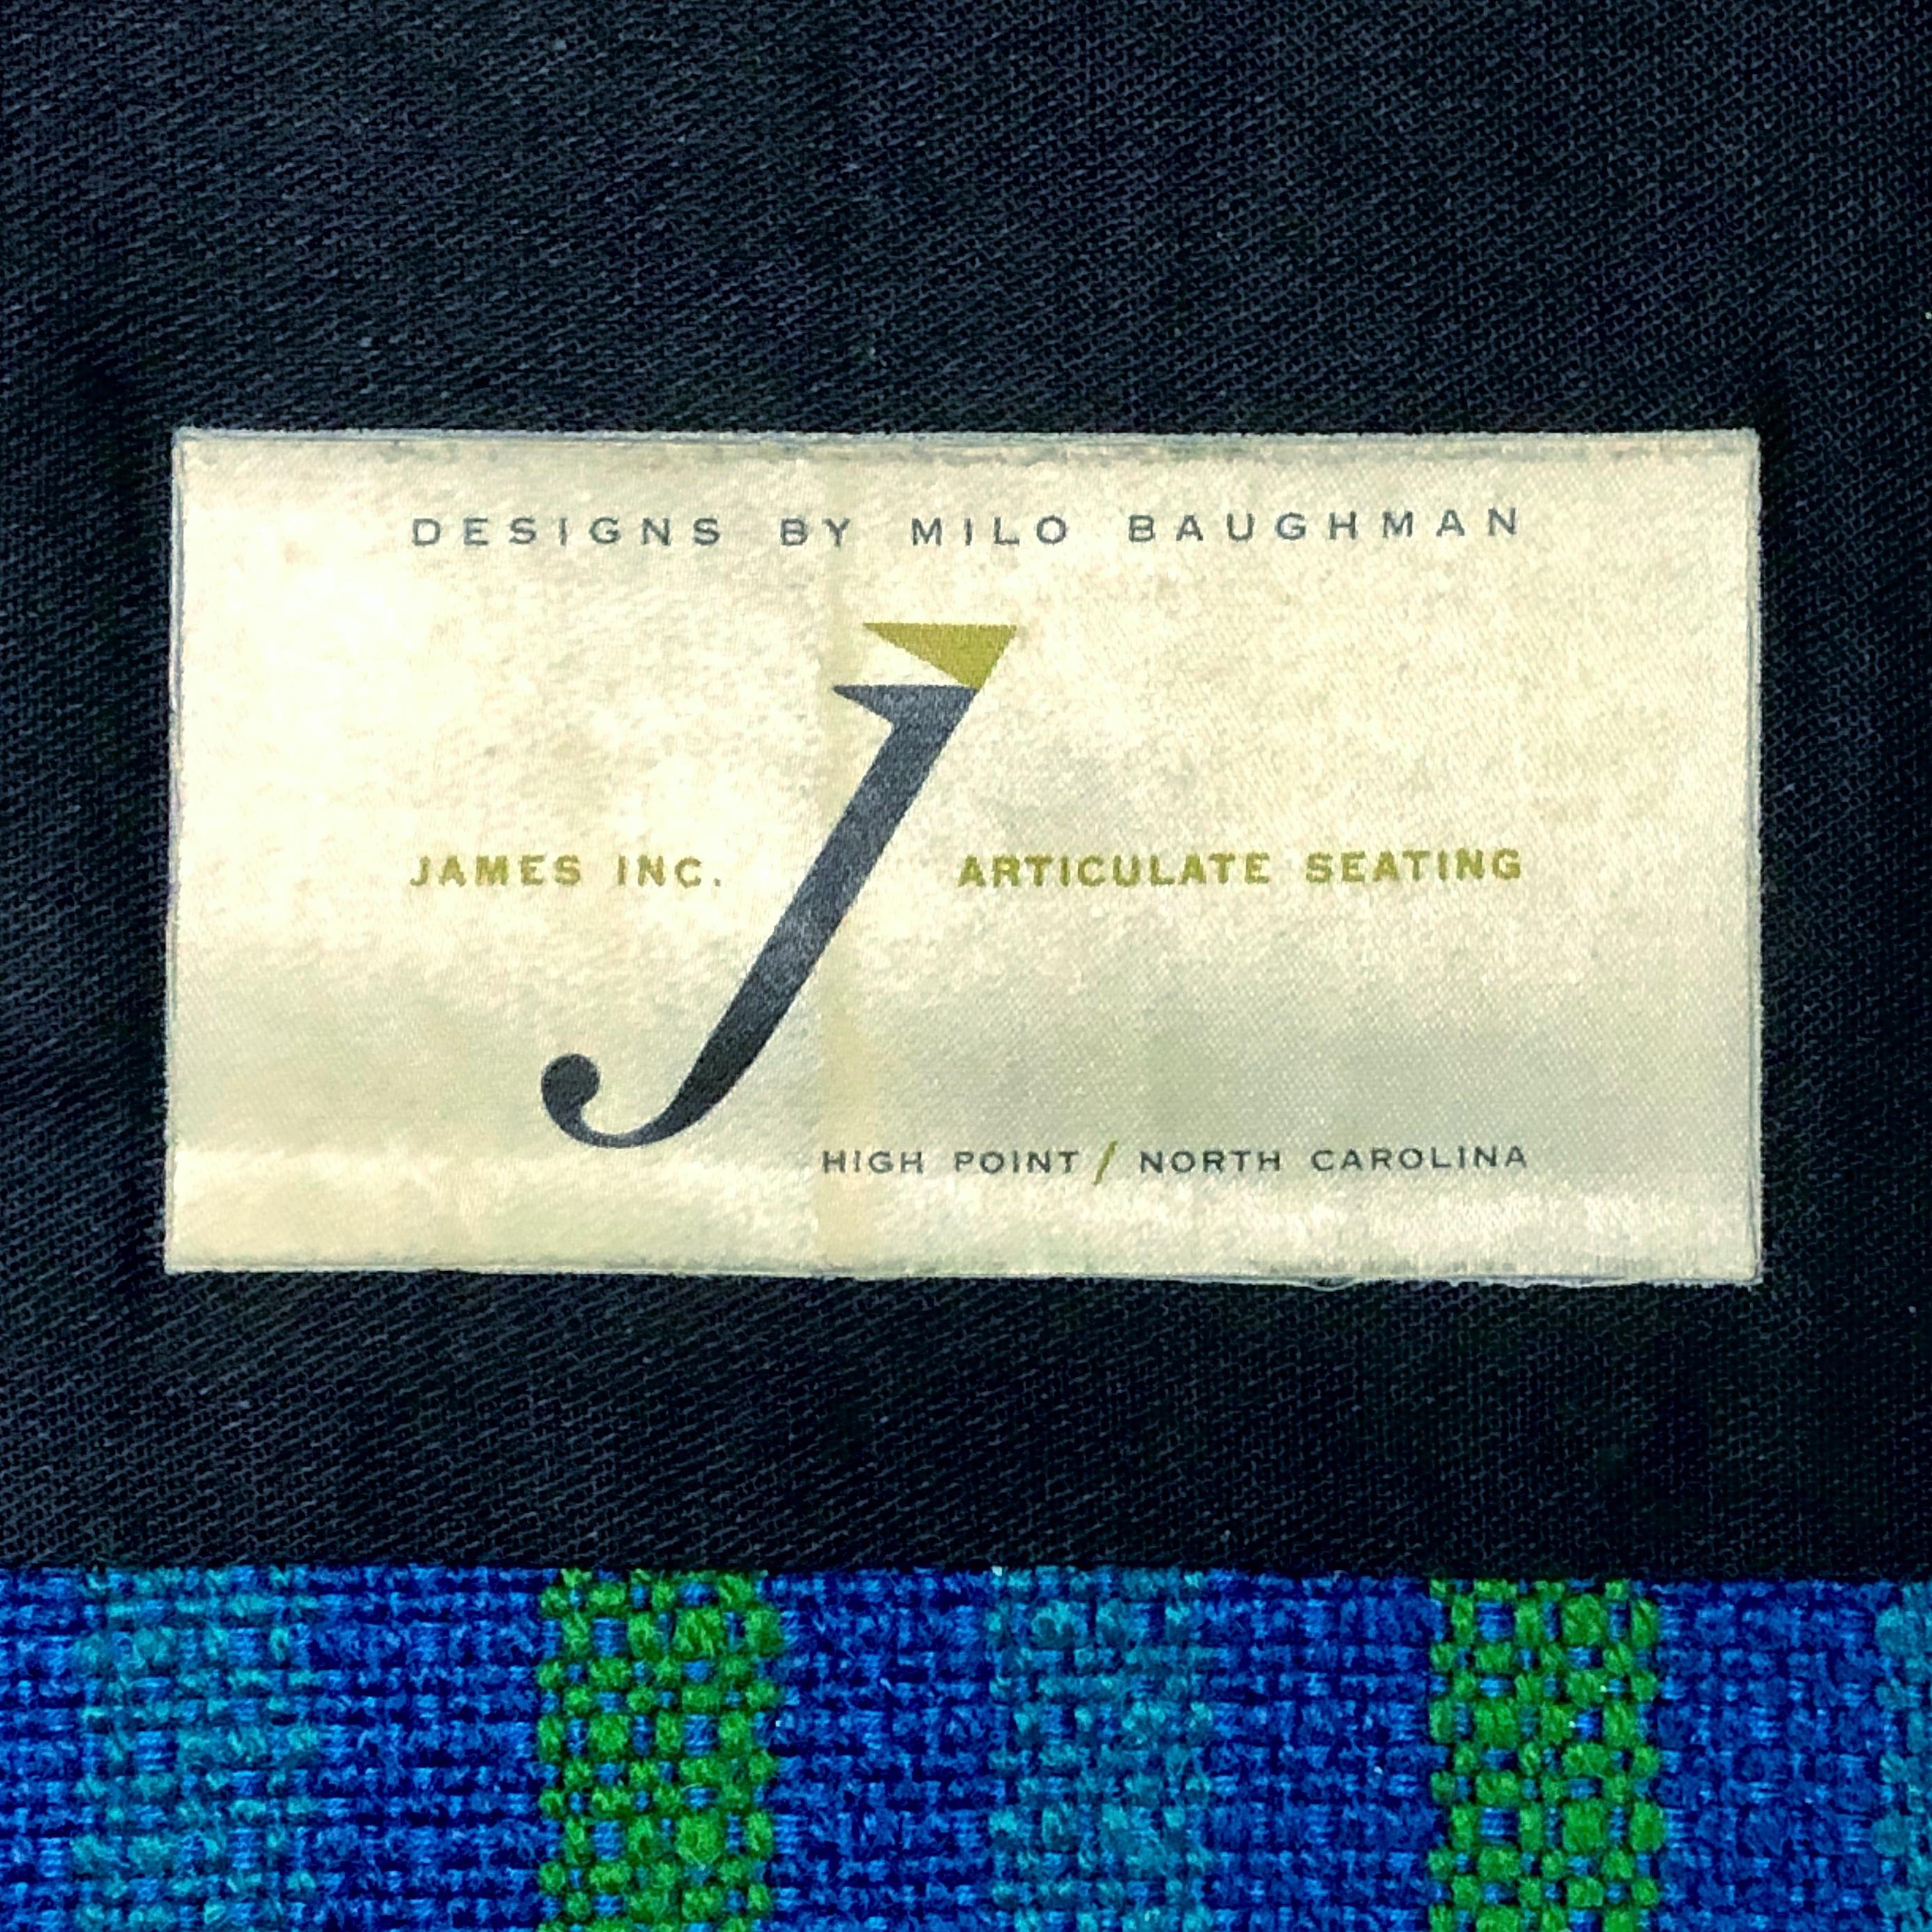 DESIGNS BY MILO BAUGHMAN
J
JAMES INC. ARTICULATE SEATING
HIGH POINT / NORTH CAROLINA